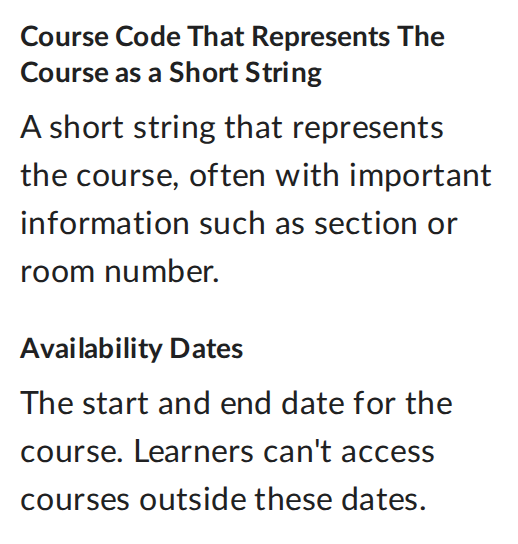 Course Code That Represents The
Course as a Short String
A short string that represents
the course, often with important
information such as section or
room number.
Availability Dates
The start and end date for the
course. Learners can't access
courses outside these dates.